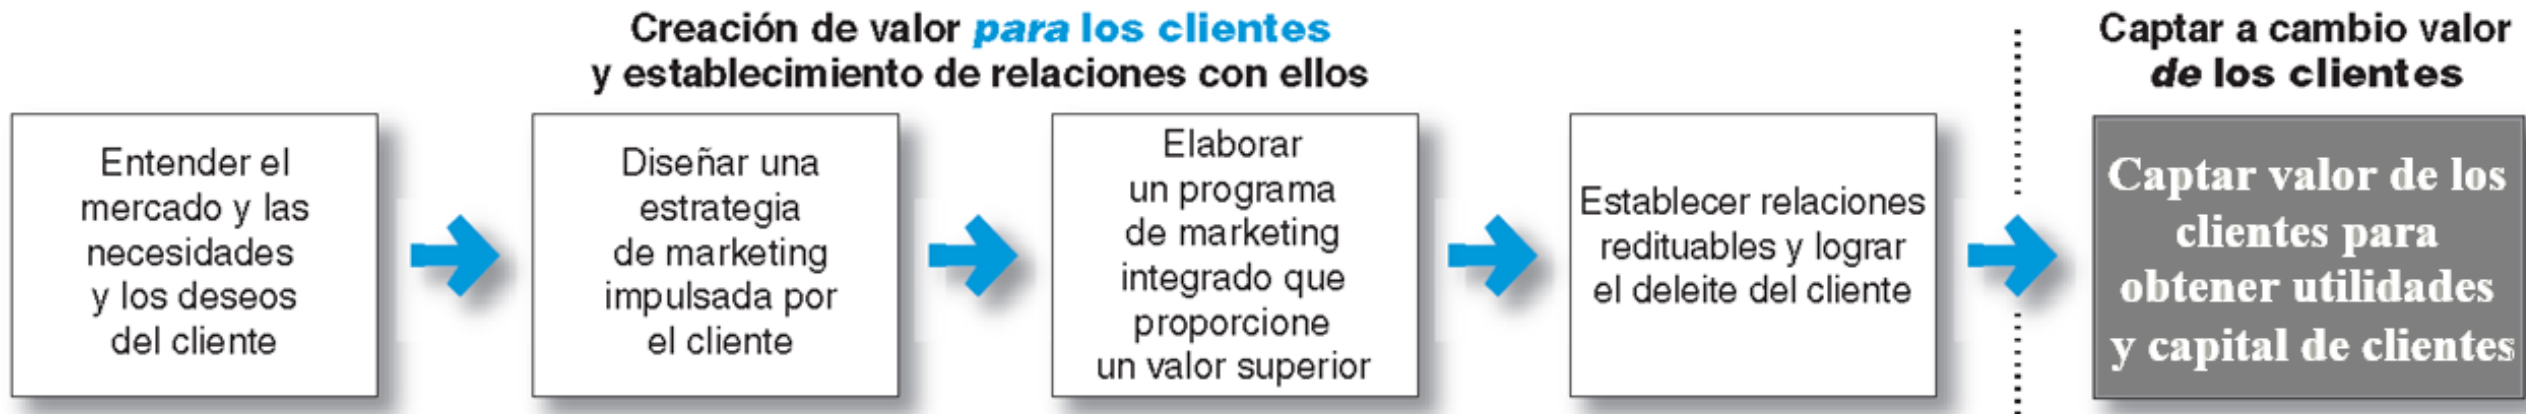 Creación de valor para los clientes
y establecimiento de relaciones con ellos
Captar a cambio valor
de los clientes
Entender el
mercado y las
necesidades
y los deseos
del cliente
Diseñar una
estrategia
de marketing
impulsada por
el cliente
Elaborar
un programa
de marketing
integrado que
proporcione
un valor superior
Establecer relaciones
redituables y lograr
el deleite del cliente
Captar valor de los
clientes para
obtener utilidades
y capital de clientes